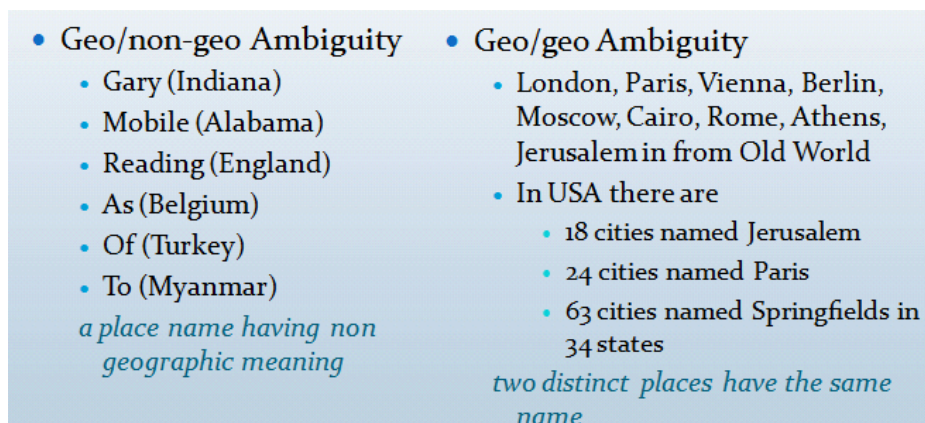 Geo/non-geo Ambiguity
Gary (Indiana)
Mobile (Alabama)
Reading (England)
As (Belgium)
Of (Turkey)
To (Myanmar)
a place name having non
geographic meaning
Geo/geo Ambiguity
London, Paris, Vienna, Berlin,
Moscow, Cairo, Rome, Athens,
Jerusalem in from Old World
In USA there are
18 cities named Jerusalem
24 cities named Paris
63 cities named Springfields in
34 states
two distinct places have the same
name